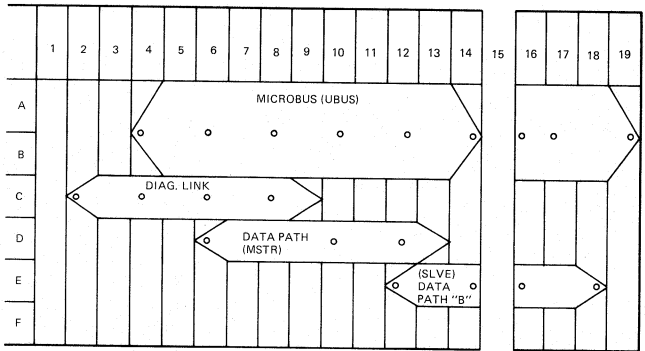 1 2 3 4 5 6 7 8 9 10 11 12 13 14 15 16 17 18 19
A
MICROBUS (UBUS)
B
C
DIAG. LINK
D
DATA PATH
(MSTR)
E
(SLVE)
DATA
PATH "B"
F